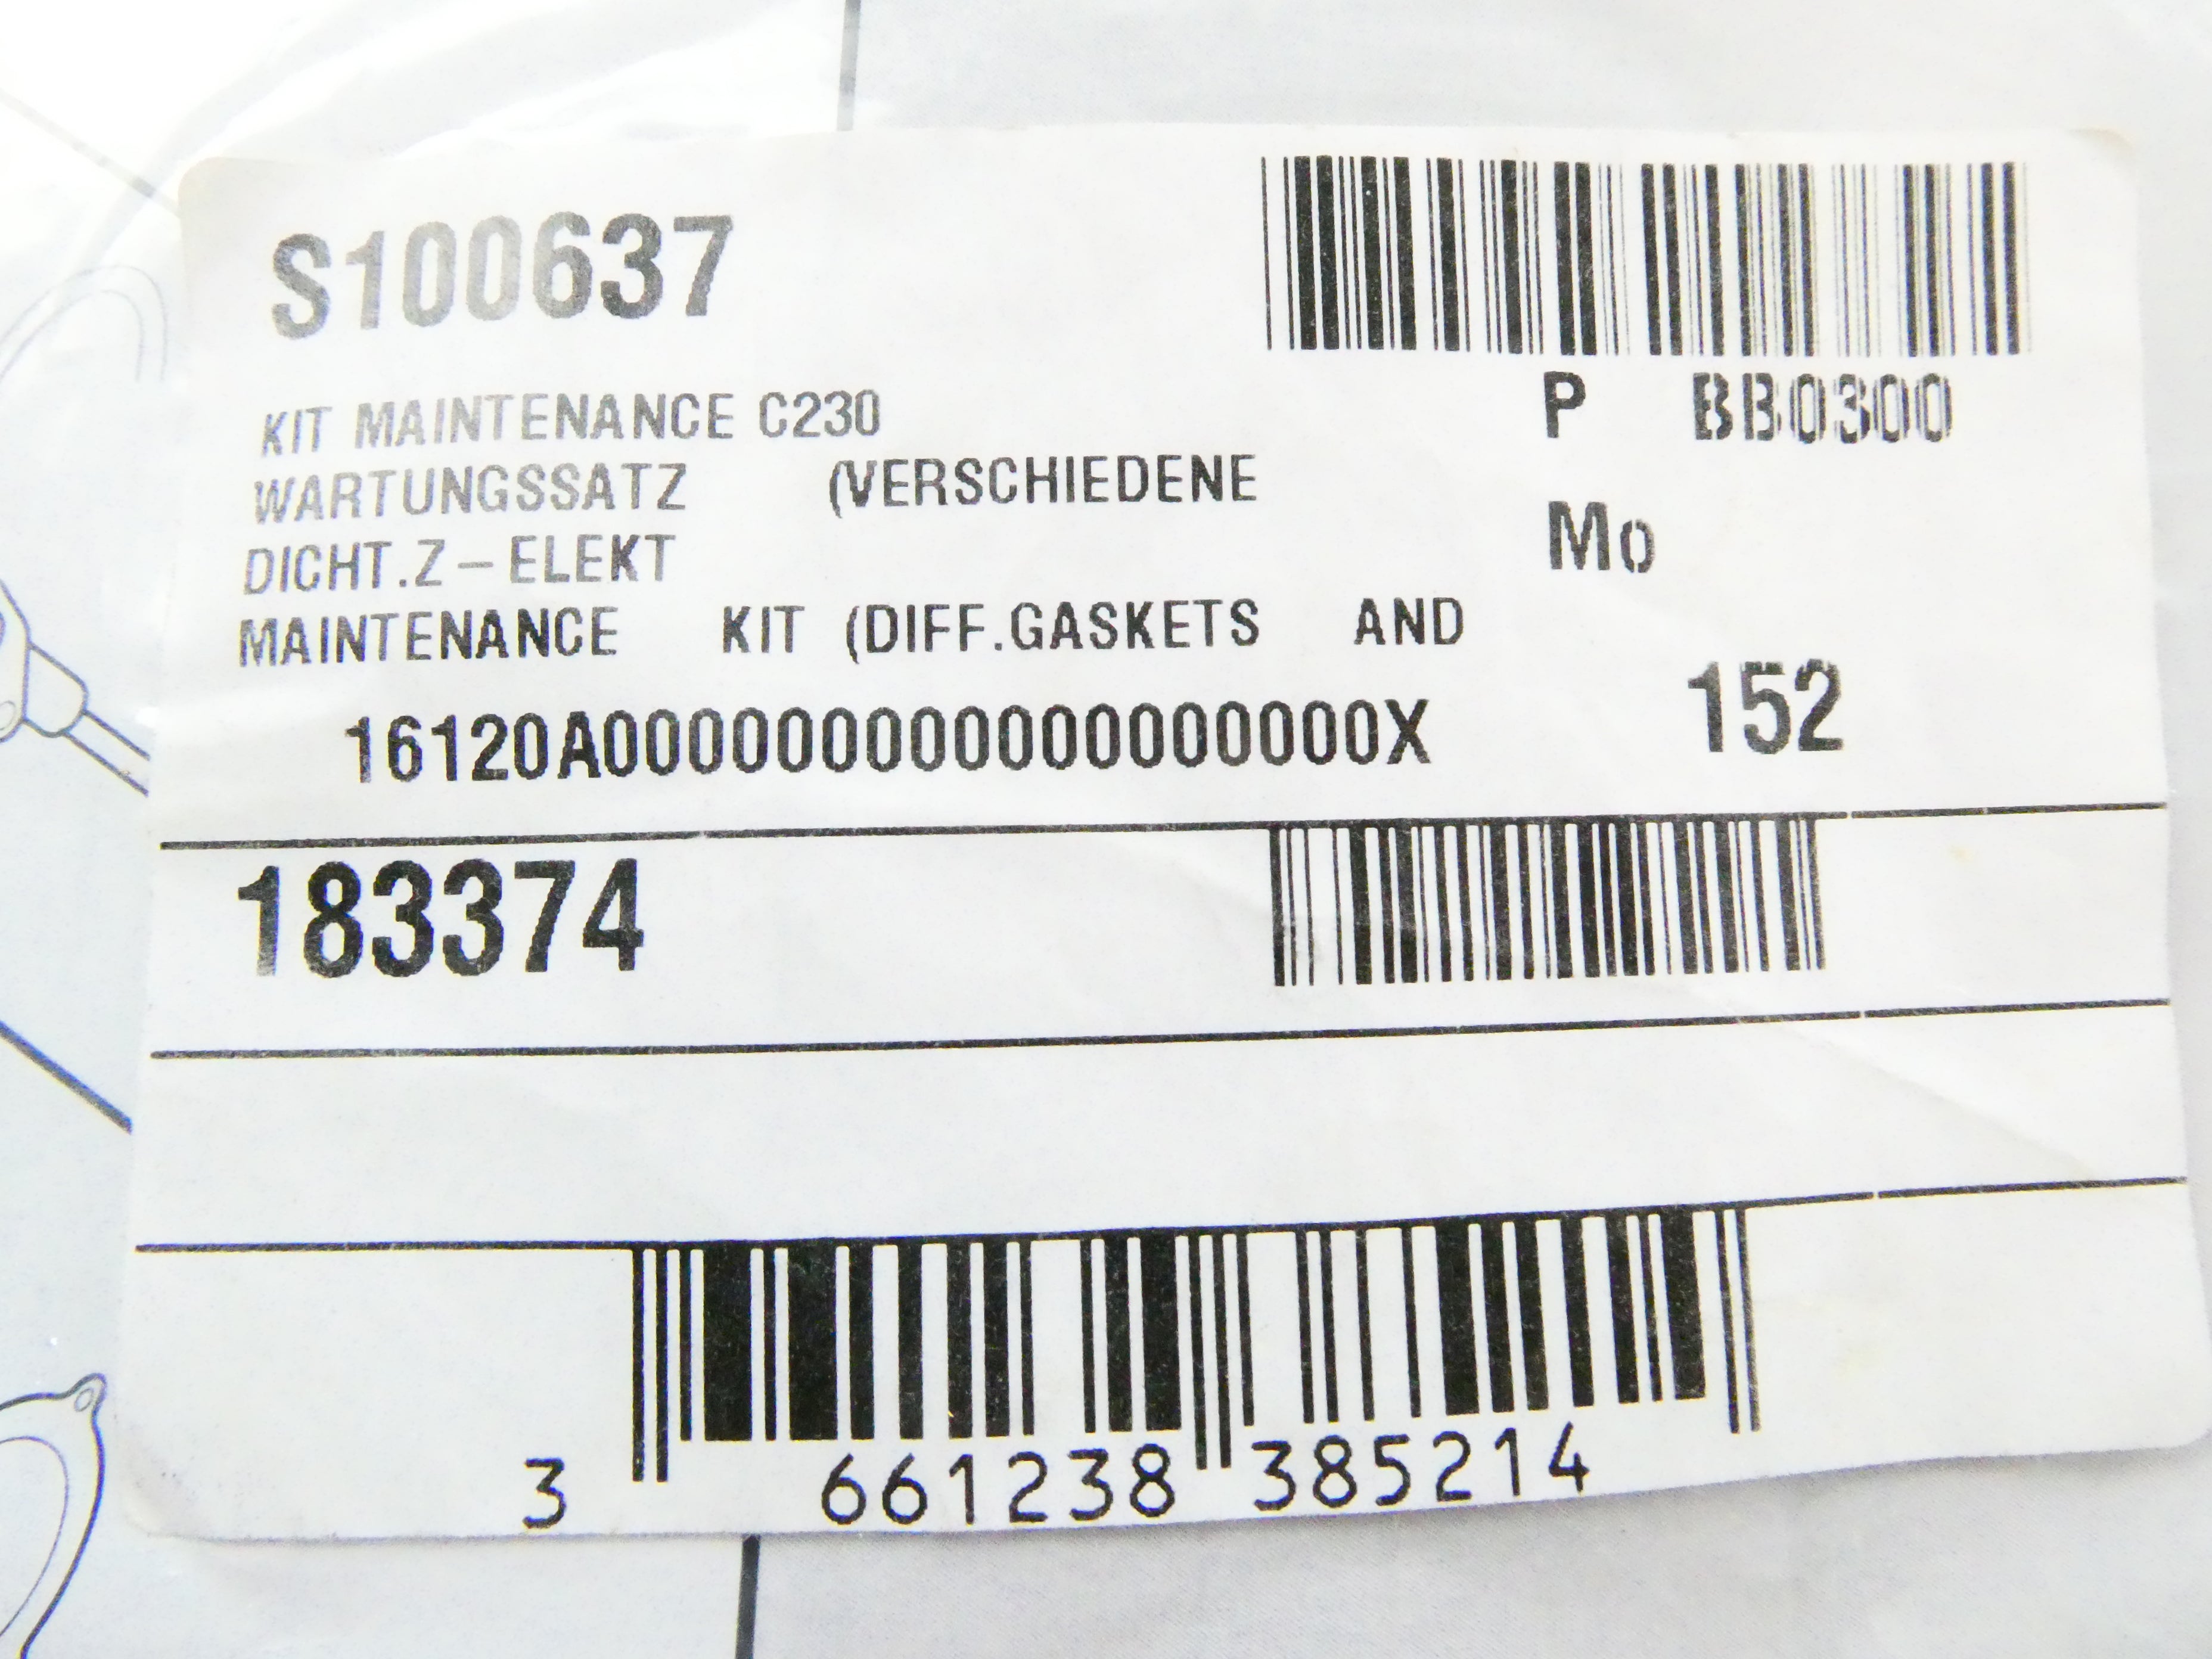 S100637
P BB0300
KIT MAINTENANCE C230
WARTUNGSSATZ (VERSCHIEDENE
DICHT.Z-ELEKT
Mo
MAINTENANCE KIT (DIFF.GASKETS AND
16120A000000000000000000X
152
183374
3 661238 385214